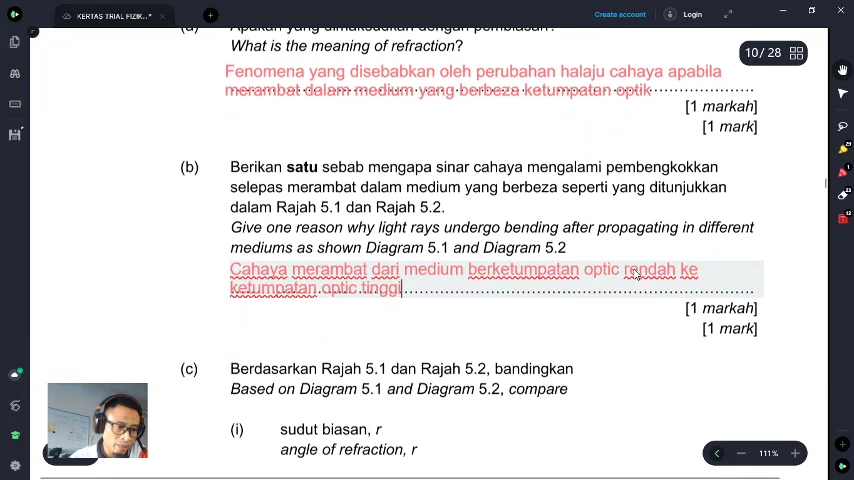 KERTAS TRIAL FIZIK..*
Create account
Login
(a) Apakah yang dimaksudkan dengan pembiasan?
What is the meaning of refraction?
10/28
Fenomena yang disebabkan oleh perubahan halaju cahaya apabila
merambat dalam medium yang berbeza ketumpatan optik
[1 markah]
[1 mark]
(b) Berikan satu sebab mengapa sinar cahaya mengalami pembengkokkan
selepas merambat dalam medium yang berbeza seperti yang ditunjukkan
dalam Rajah 5.1 dan Rajah 5.2.
Give one reason why light rays undergo bending after propagating in different
mediums as shown Diagram 5.1 and Diagram 5.2
Cahaya merambat dari medium berketumpatan optic rendah ke
ketumpatan optic tinggi
[1 markah]
[1 mark]
(c) Berdasarkan Rajah 5.1 dan Rajah 5.2, bandingkan
Based on Diagram 5.1 and Diagram 5.2, compare
(i) sudut biasan, r
angle of refraction, r
111%